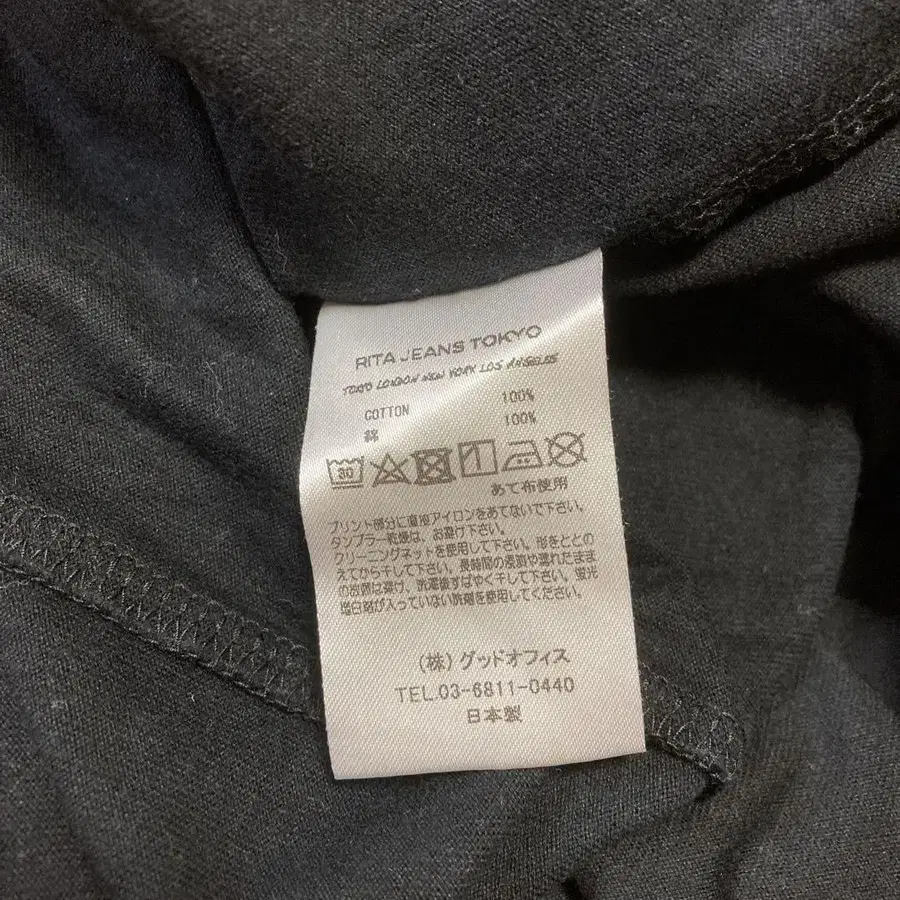 RITA JEANS TOKYO
TOKYO LONDON NEW YORK LOS ANGELES
COTTON 100%
綿 100%
30
あて布使用
プリント部分に直接アイロンをあてないで下さい。
タンブラー乾燥は、お避け下さい。
クリーニングネットを使用して下さい。形をととの
えてから干して下さい。長時間の浸漬や濡れたまま
の放置は避け、洗濯後すばやく干して下さい。蛍光
増白剤が入っていない洗剤を使用してください。
(株)グッドオフィス
TEL.03-6811-0440
日本製